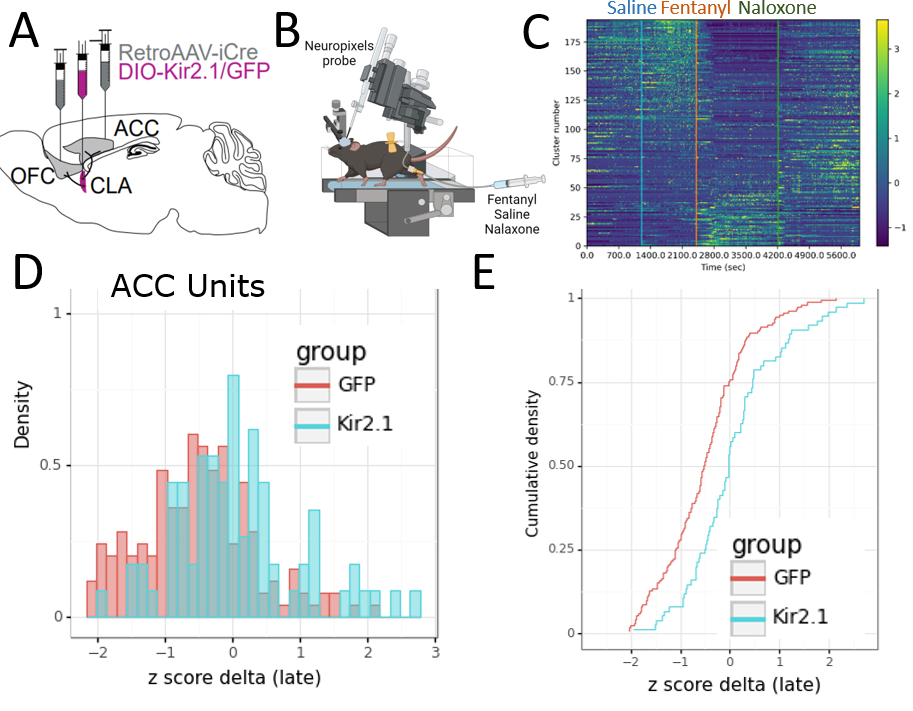 A
RetroAAV-iCre
DIO-Kir2.1/GFP
ACC
OFC
CLA
B
Neuropixels
probe
Fentanyl
Saline
Nalaxone
C
Saline Fentanyl Naloxone
Cluster number
175
150
125
100
75
50
25
0
0 700.0 1400.0 2100.0 2800.0 3500.0 4200.0 4900.0 5600.0 6300.0
Time (sec)
3
2
1
0
−1
D
ACC Units
Density
1
0.5
0
−2 −1 0 1 2 3
z score delta (late)
group
GFP
Kir2.1
E
Cumulative density
1
0.75
0.50
0.25
0
−2 −1 0 1 2
z score delta (late)
group
GFP
Kir2.1